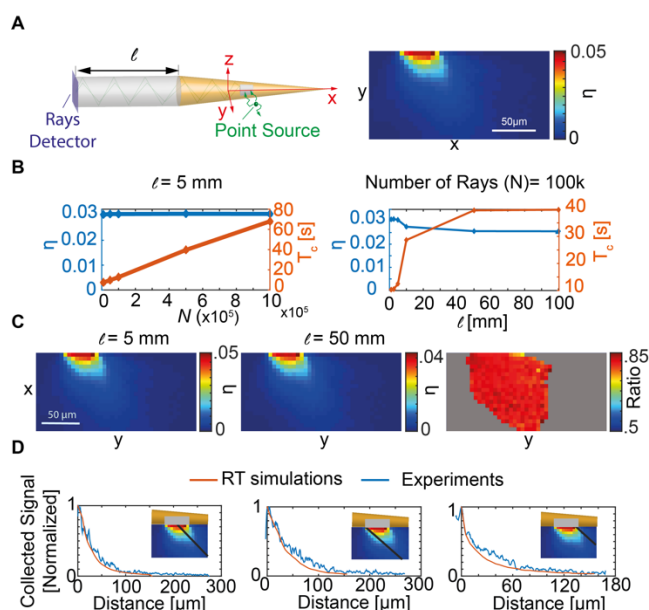 A
ℓ
Rays
Detector
z
x
y
Point Source
y
x
50µm
0.05
η
0
B
ℓ = 5 mm
0.03
0.02
0.01
0
η
80
60
40
20
0
T_c [s]
0 2 4 6 8 10
N (x10⁵)
x10⁵
Number of Rays (N)= 100k
0.03
0.02
0.01
0
η
40
30
20
10
T_c [s]
0 20 40 60 80 100
ℓ [mm]
C
ℓ = 5 mm
ℓ = 50 mm
x
50 µm
y
.05
η
0
y
0.04
η
0
y
.85
Ratio
.5
D
RT simulations
Experiments
Collected Signal
[Normalized]
1
0
0 100 200 300
Distance [µm]
1
0
0 100 200 300
Distance [µm]
1
0
0 60 120 170
Distance [µm]